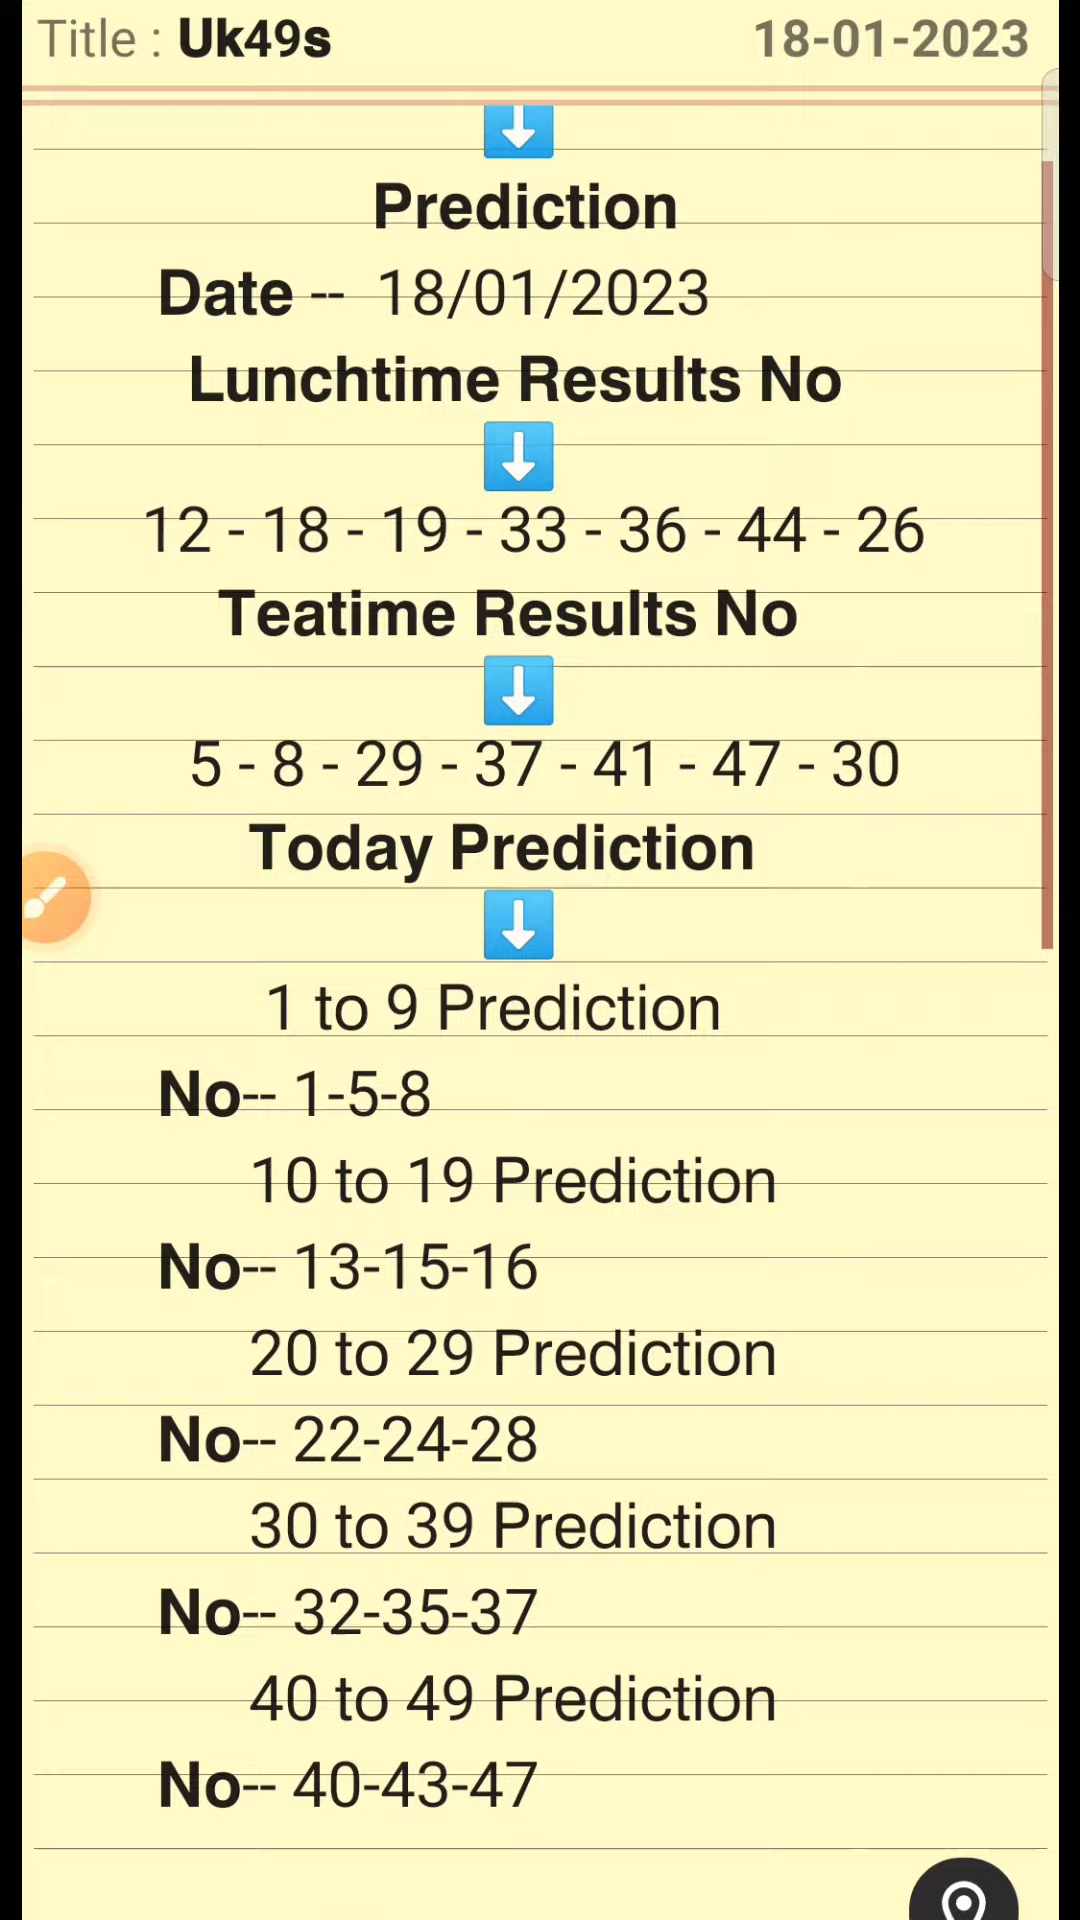 Title : Uk49s 18-01-2023
Prediction
Date -- 18/01/2023
Lunchtime Results No
12 - 18 - 19 - 33 - 36 - 44 - 26
Teatime Results No
5 - 8 - 29 - 37 - 41 - 47 - 30
Today Prediction
1 to 9 Prediction
No-- 1-5-8
10 to 19 Prediction
No-- 13-15-16
20 to 29 Prediction
No-- 22-24-28
30 to 39 Prediction
No-- 32-35-37
40 to 49 Prediction
No-- 40-43-47